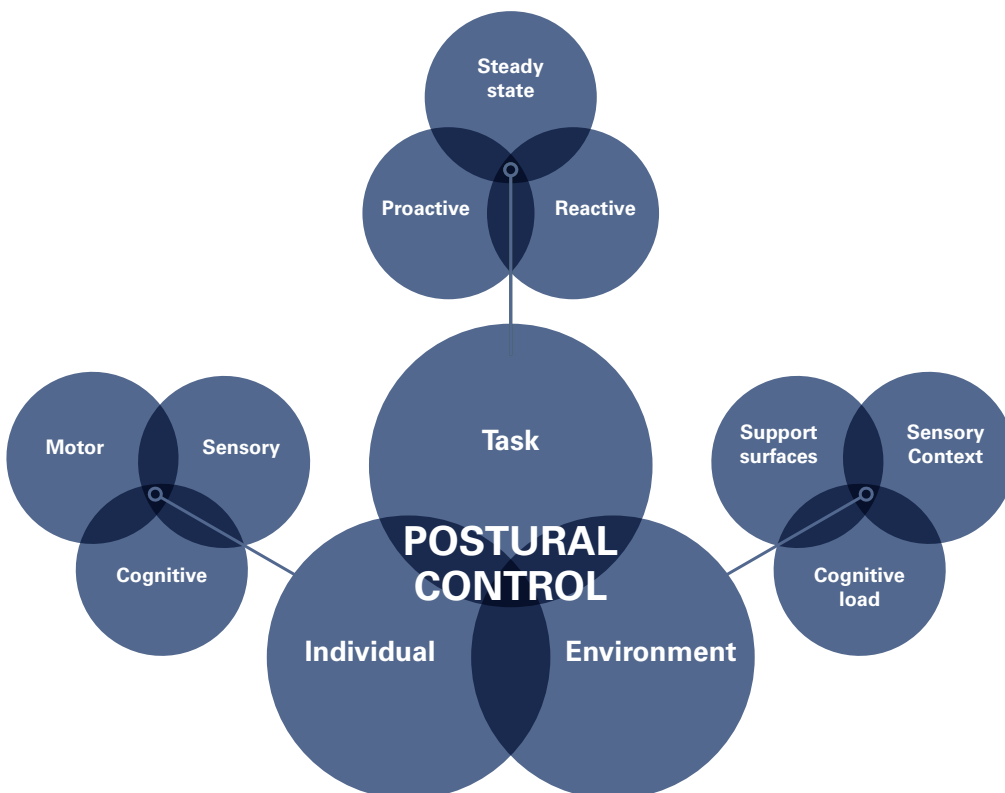 Steady
state
Proactive
Reactive
Motor
Sensory
Cognitive
Support
surfaces
Sensory
Context
Cognitive
load
Task
POSTURAL
CONTROL
Individual
Environment